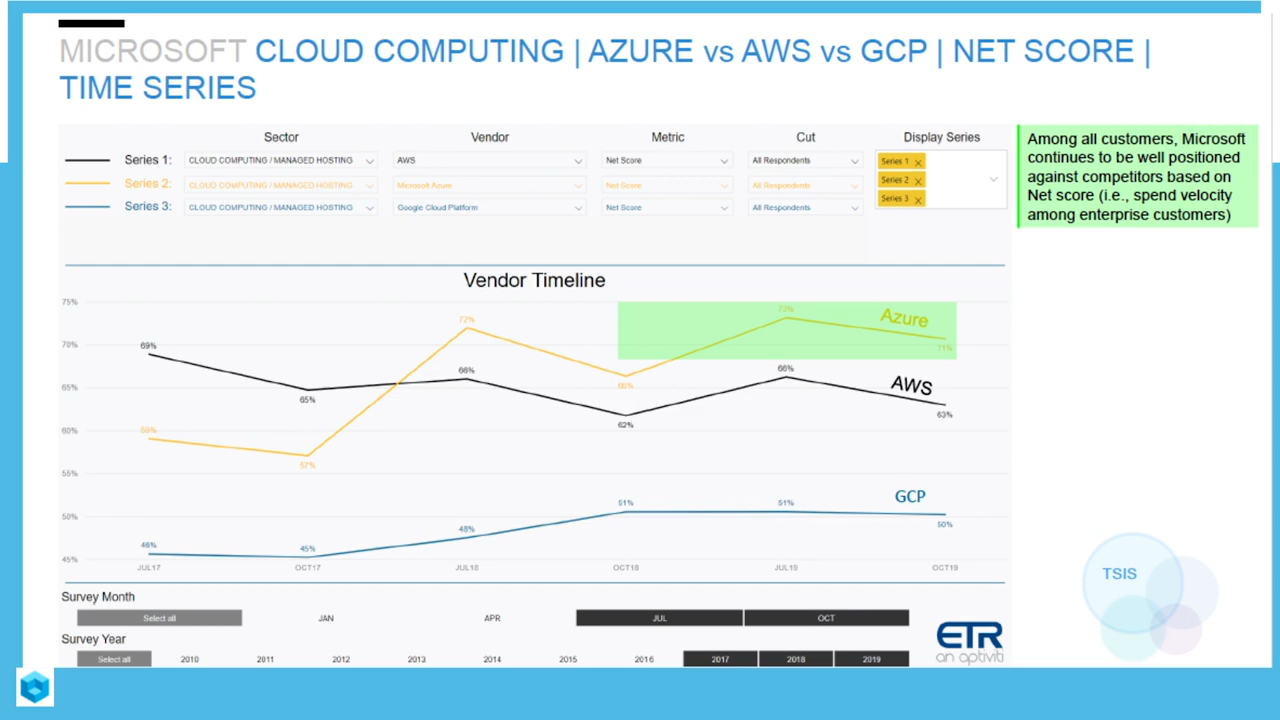 MICROSOFT CLOUD COMPUTING | AZURE vs AWS vs GCP | NET SCORE |
TIME SERIES
Sector Vendor Metric Cut Display Series
Series 1: CLOUD COMPUTING / MANAGED HOSTING AWS Net Score All Respondents Series 1
Series 2: CLOUD COMPUTING / MANAGED HOSTING Microsoft Azure Net Score All Respondents Series 2
Series 3: CLOUD COMPUTING / MANAGED HOSTING Google Cloud Platform Net Score All Respondents Series 3
Among all customers, Microsoft
continues to be well positioned
against competitors based on
Net score (i.e., spend velocity
among enterprise customers)
Vendor Timeline
75%
70%
65%
60%
55%
50%
45%
69%
65%
66%
62%
66%
63%
AWS
59%
57%
72%
66%
73%
71%
Azure
46%
45%
48%
51%
51%
50%
GCP
JUL17 OCT17 JUL18 OCT18 JUL19 OCT19
Survey Month
Select all JAN APR JUL OCT
Survey Year
Select all 2010 2011 2012 2013 2014 2015 2016 2017 2018 2019
ETR
an aptiviti
TSIS